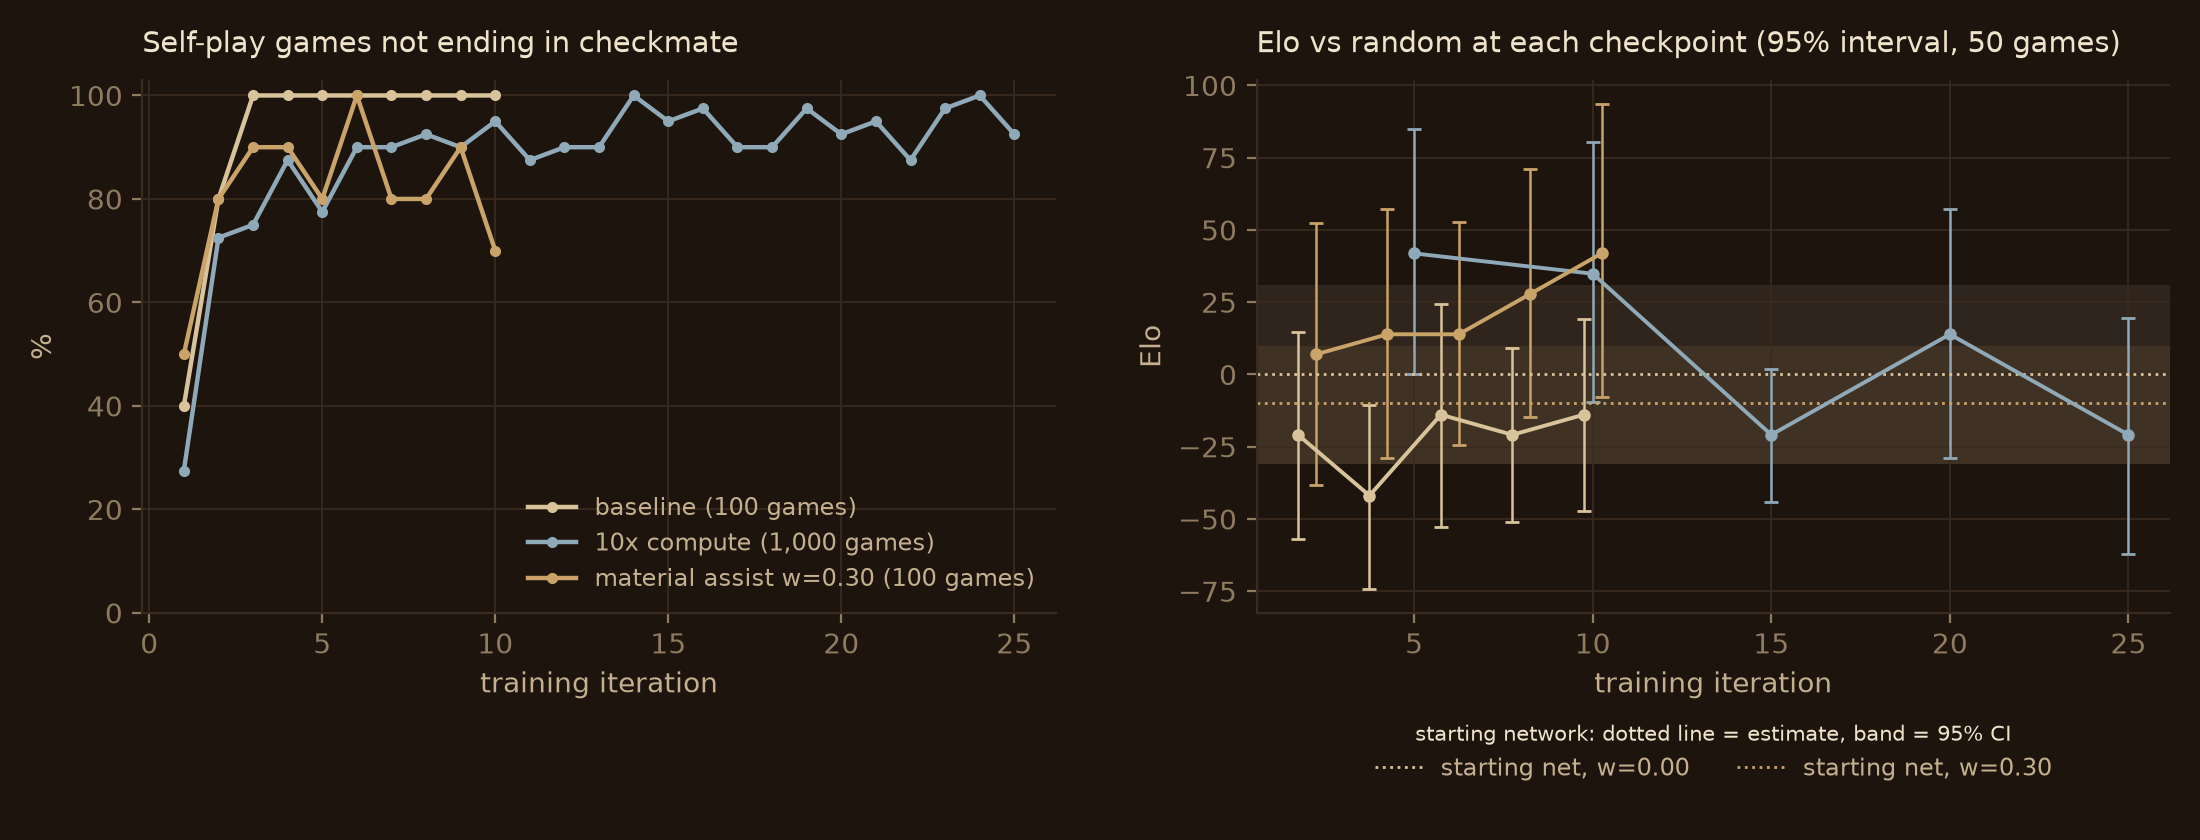 Self-play games not ending in checkmate
100
80
60
40
20
0
%
baseline (100 games)
10x compute (1,000 games)
material assist w=0.30 (100 games)
0 5 10 15 20 25
training iteration
Elo vs random at each checkpoint (95% interval, 50 games)
100
75
50
25
0
−25
−50
−75
Elo
5 10 15 20 25
training iteration
starting network: dotted line = estimate, band = 95% CI
starting net, w=0.00 starting net, w=0.30